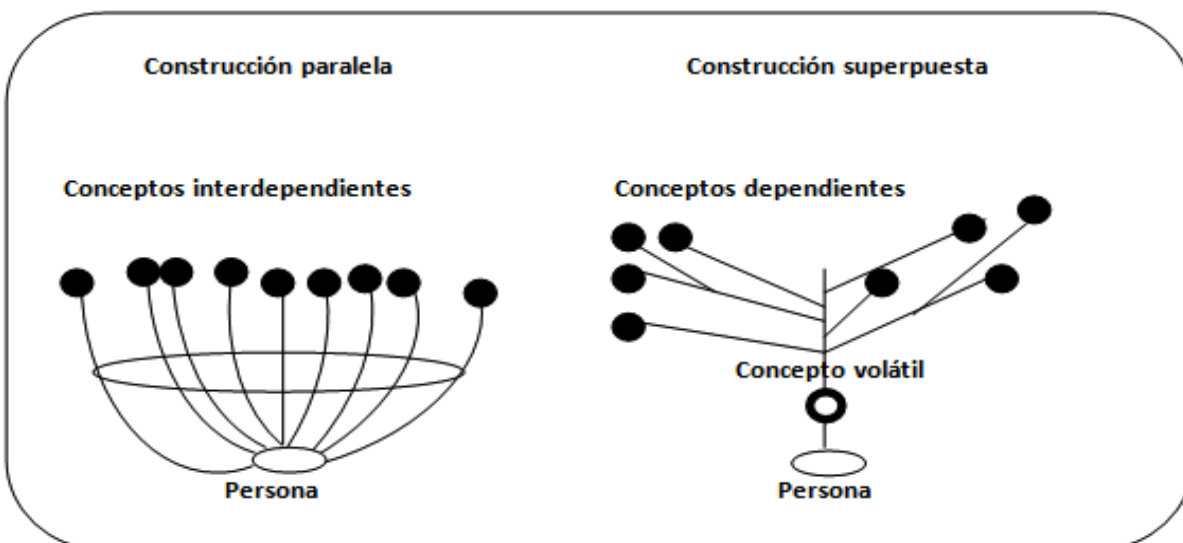 Construcción paralela
Construcción superpuesta
Conceptos interdependientes
Conceptos dependientes
Concepto volátil
Persona
Persona